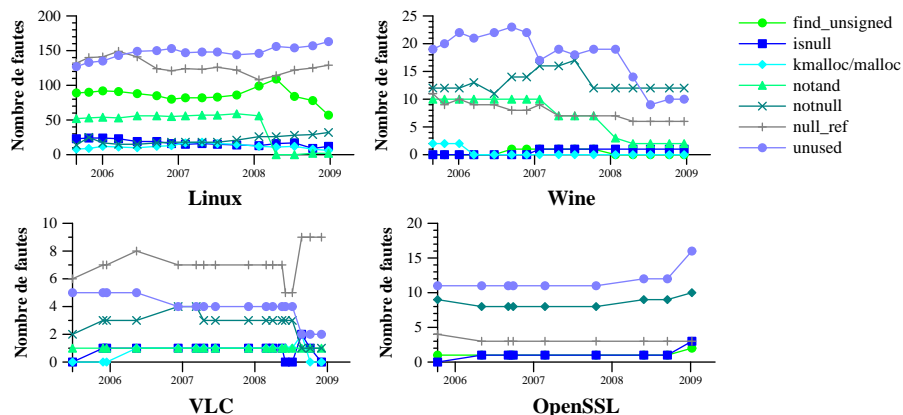 Nombre de fautes
200
150
100
50
0
2006 2007 2008 2009
Linux
Nombre de fautes
25
20
15
10
5
0
2006 2007 2008 2009
Wine
find_unsigned
isnull
kmalloc/malloc
notand
notnull
null_ref
unused
Nombre de fautes
10
8
6
4
2
0
2006 2007 2008 2009
VLC
Nombre de fautes
20
15
10
5
0
2006 2007 2008 2009
OpenSSL